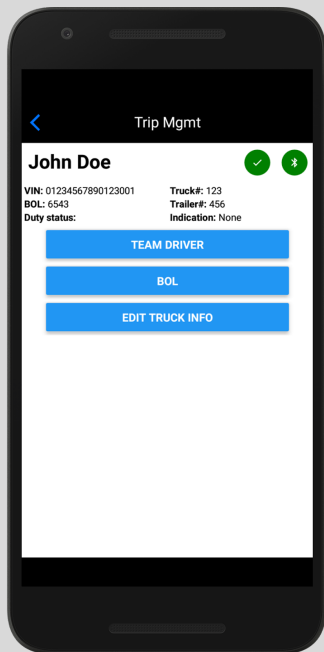 Trip Mgmt
John Doe
VIN: 01234567890123001 Truck#: 123
BOL: 6543 Trailer#: 456
Duty status: Indication: None
TEAM DRIVER
BOL
EDIT TRUCK INFO